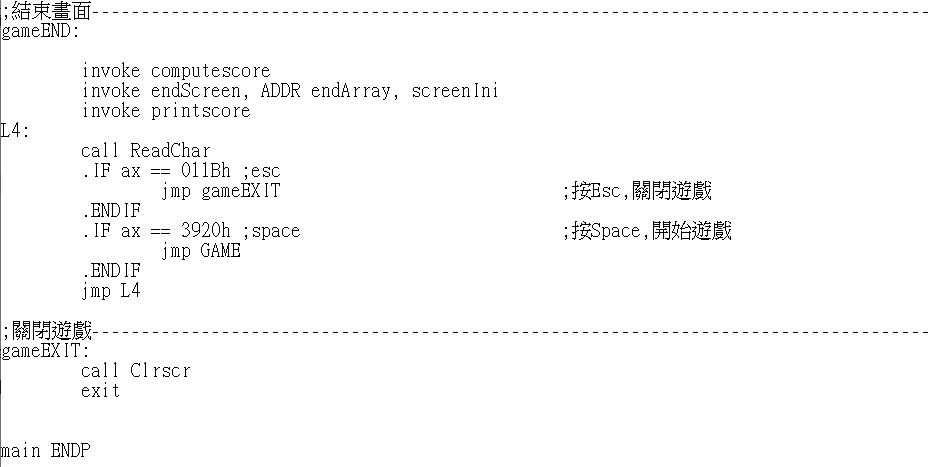 ;結束畫面------------------------------------------------------------------------------------
gameEND:
invoke computescore
invoke endScreen, ADDR endArray, screenIni
invoke printscore
L4:
call ReadChar
.IF ax == 011Bh ;esc
jmp gameEXIT ;按Esc,關閉遊戲
.ENDIF
.IF ax == 3920h ;space ;按Space,開始遊戲
jmp GAME
.ENDIF
jmp L4
;關閉遊戲------------------------------------------------------------------------------------
gameEXIT:
call Clrscr
exit
main ENDP